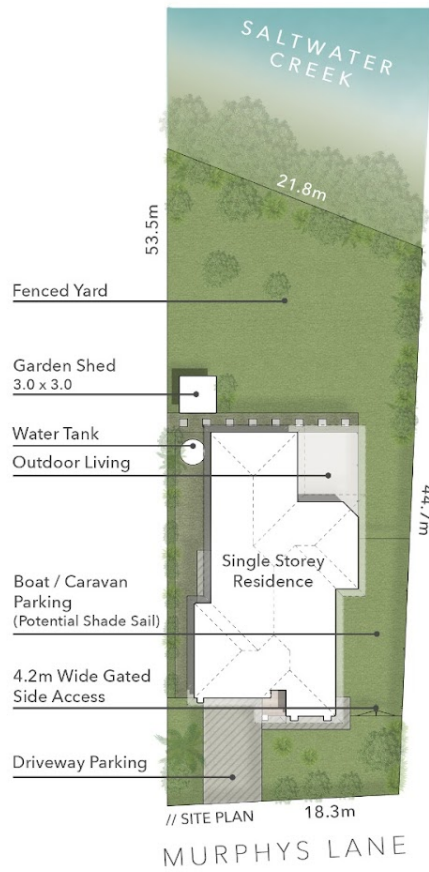 SALTWATER
CREEK
21.8m
53.5m
Fenced Yard
Garden Shed
3.0 x 3.0
Water Tank
Outdoor Living
44.7m
Single Storey
Residence
Boat / Caravan
Parking
(Potential Shade Sail)
4.2m Wide Gated
Side Access
Driveway Parking
// SITE PLAN
18.3m
MURPHYS LANE